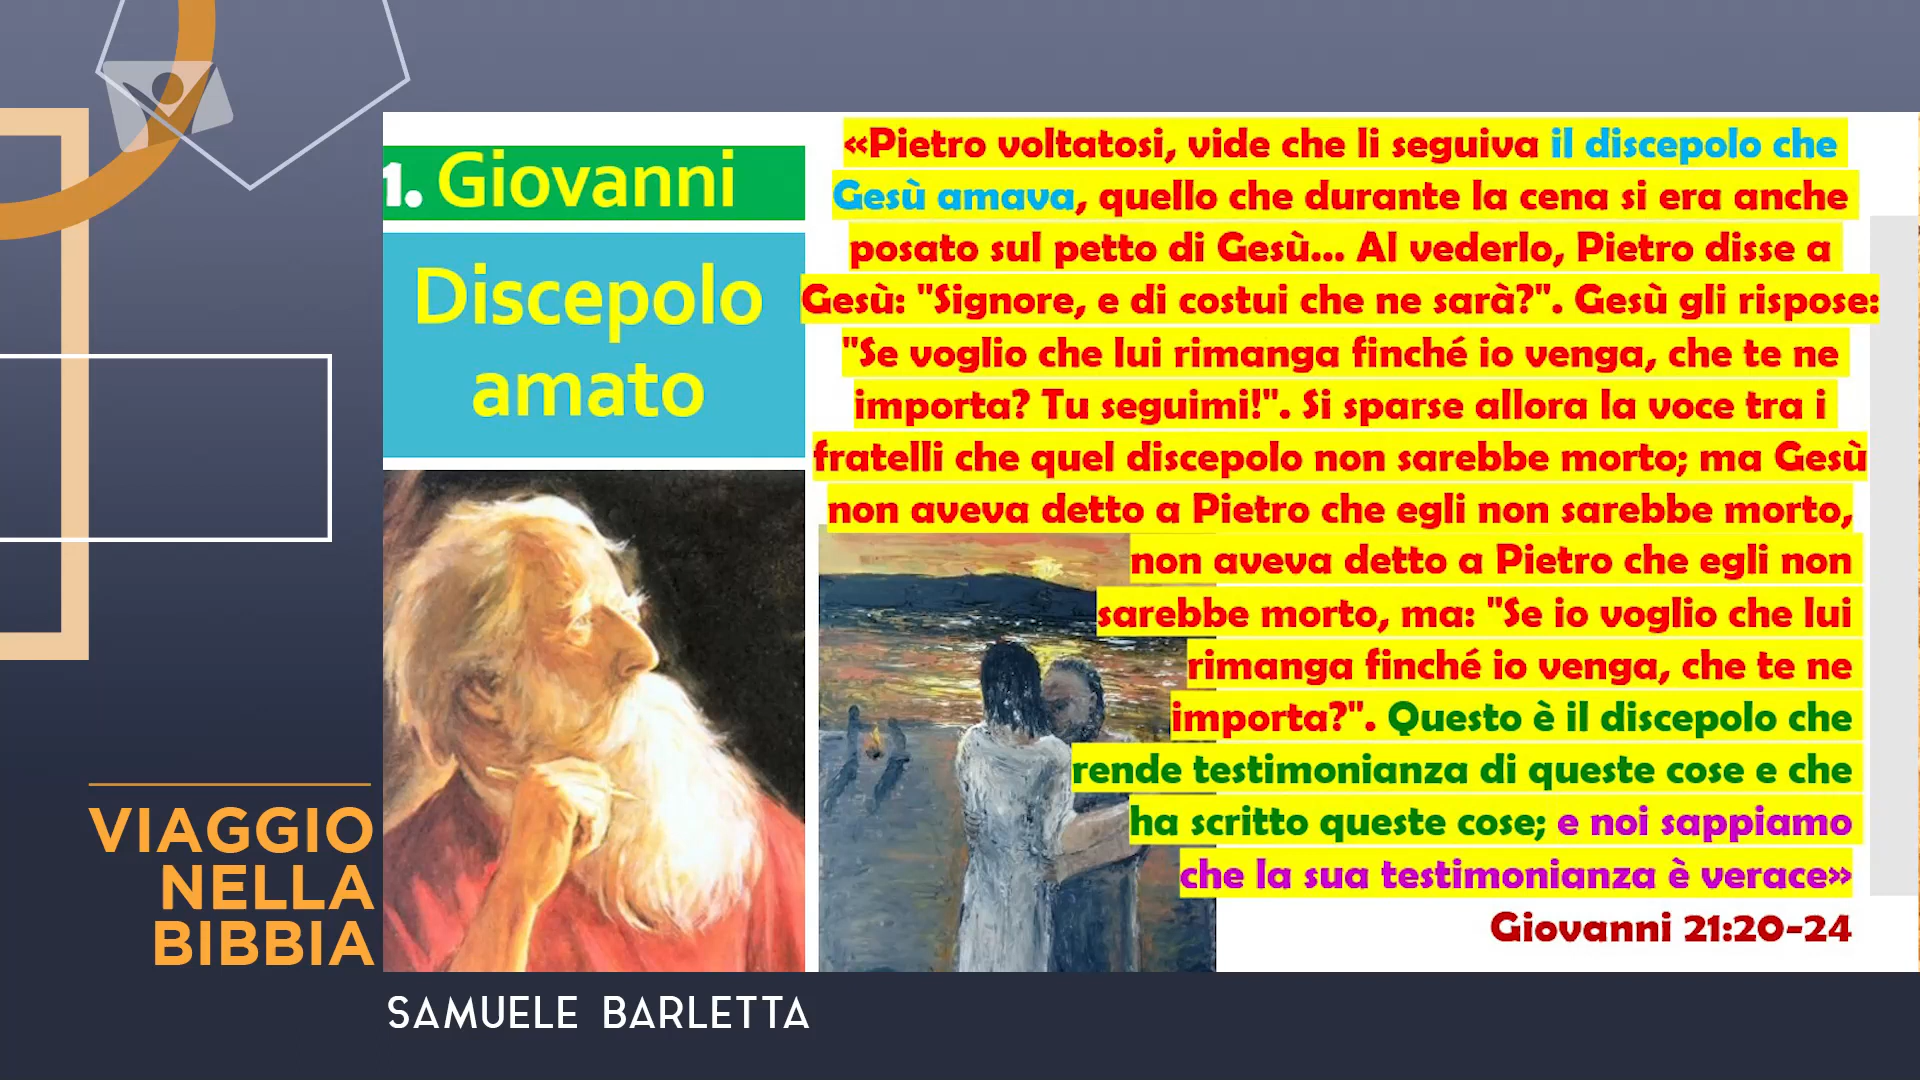 1. Giovanni
Discepolo
amato
«Pietro voltatosi, vide che li seguiva il discepolo che
Gesù amava, quello che durante la cena si era anche
posato sul petto di Gesù... Al vederlo, Pietro disse a
Gesù: "Signore, e di costui che ne sarà?". Gesù gli rispose:
"Se voglio che lui rimanga finché io venga, che te ne
importa? Tu seguimi!". Si sparse allora la voce tra i
fratelli che quel discepolo non sarebbe morto; ma Gesù
non aveva detto a Pietro che egli non sarebbe morto,
non aveva detto a Pietro che egli non
sarebbe morto, ma: "Se io voglio che lui
rimanga finché io venga, che te ne
importa?". Questo è il discepolo che
rende testimonianza di queste cose e che
ha scritto queste cose; e noi sappiamo
che la sua testimonianza è verace»
Giovanni 21:20-24
VIAGGIO
NELLA
BIBBIA
SAMUELE BARLETTA